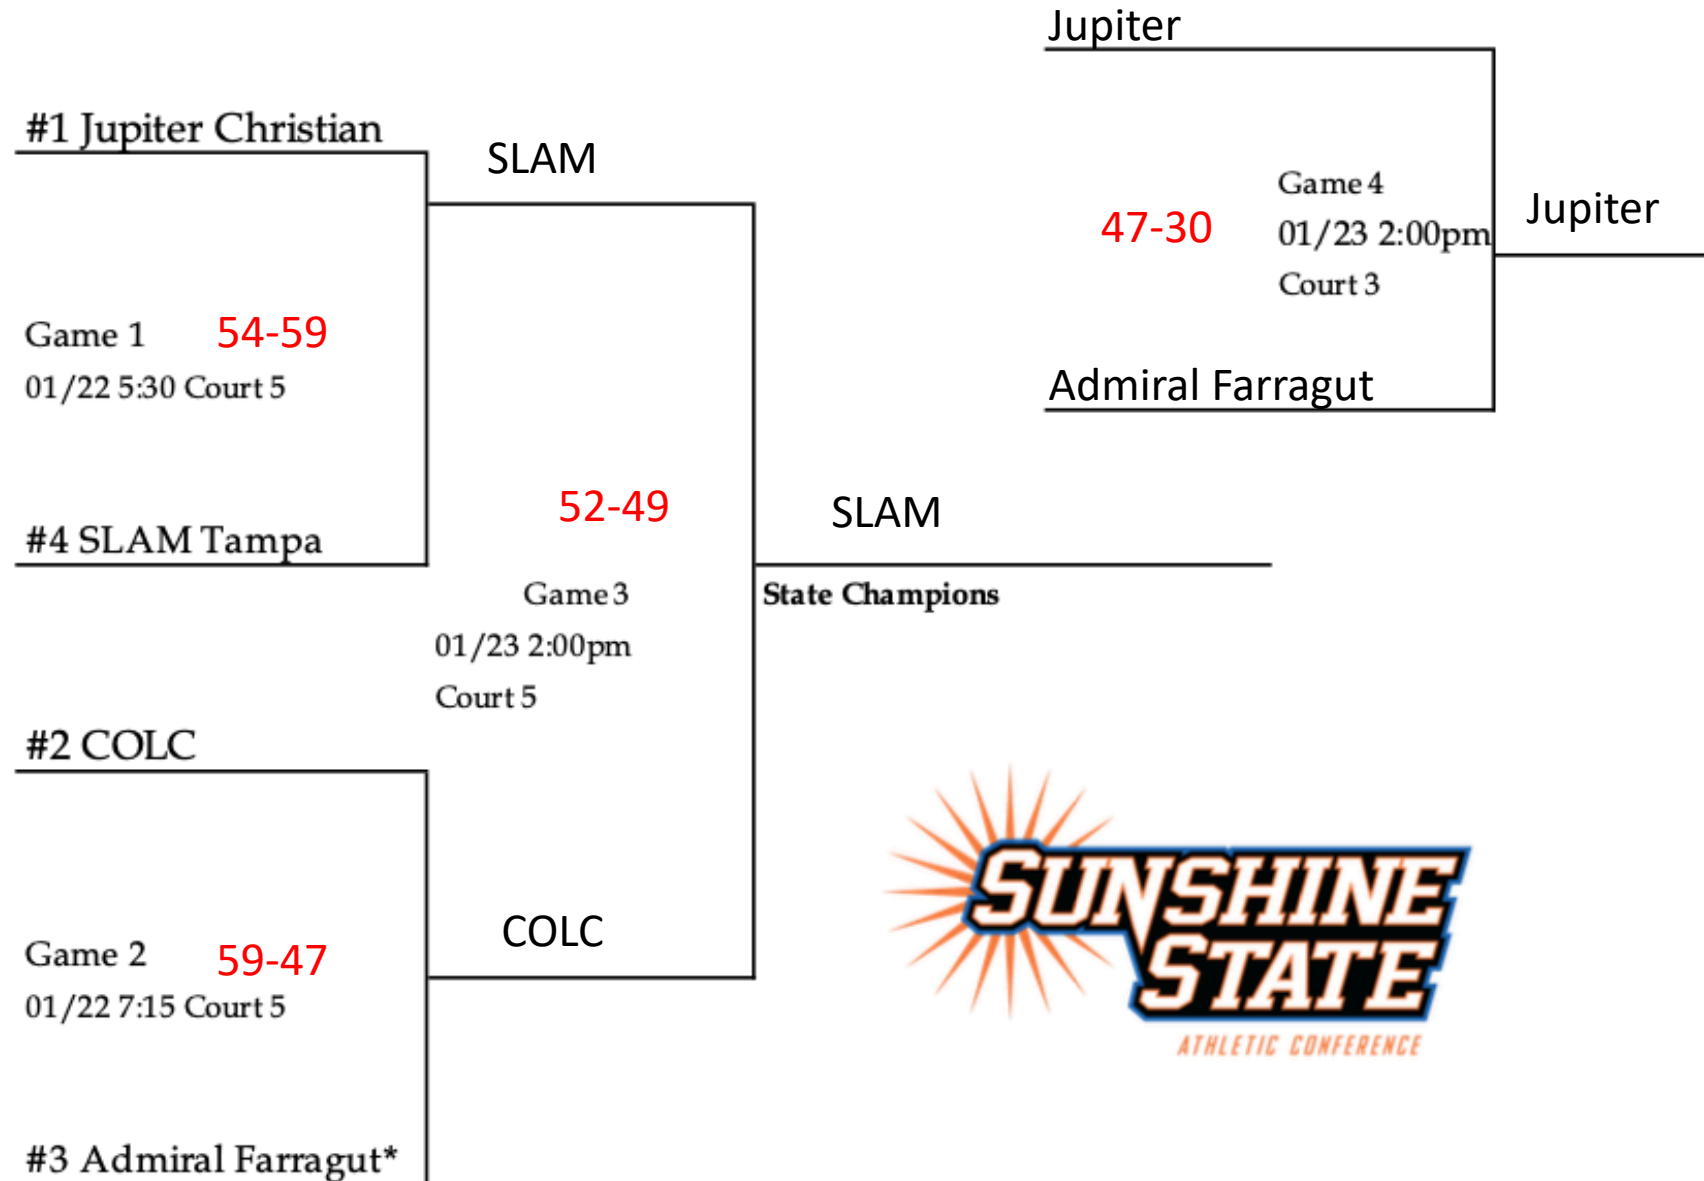 #1 Jupiter Christian
SLAM
Game 1 54-59
01/22 5:30 Court 5
#4 SLAM Tampa
52-49
Game 3
01/23 2:00pm
Court 5
#2 COLC
Game 2 59-47
01/22 7:15 Court 5
COLC
#3 Admiral Farragut*
SLAM
State Champions
Jupiter
Game 4
47-30 01/23 2:00pm
Court 3
Jupiter
Admiral Farragut
SUNSHINE
STATE
ATHLETIC CONFERENCE